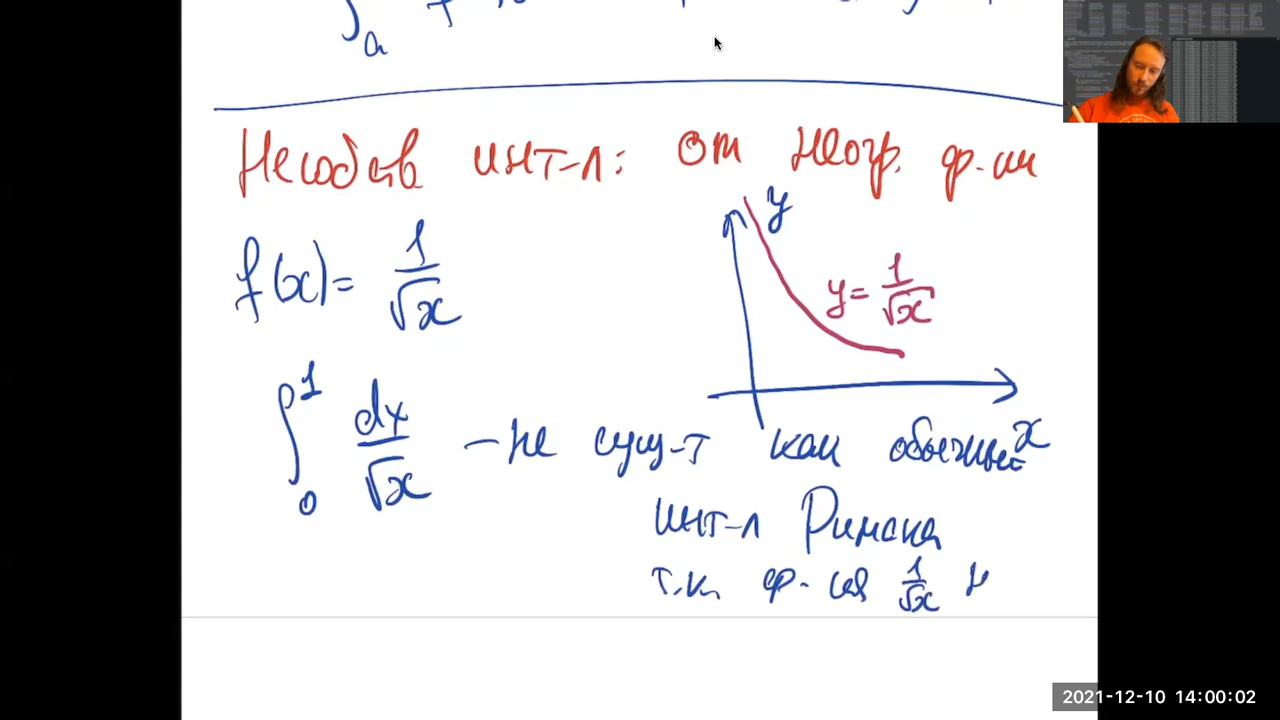 a
Несобств инт-л: от неогр. ф-ии
y
f(x) = 1/√x
y = 1/√x
∫₀¹ dx/√x – не сущ-т как обычный
x
инт-л Римана
т.к. ф-ия 1/√x н
2021-12-10 14:00:02